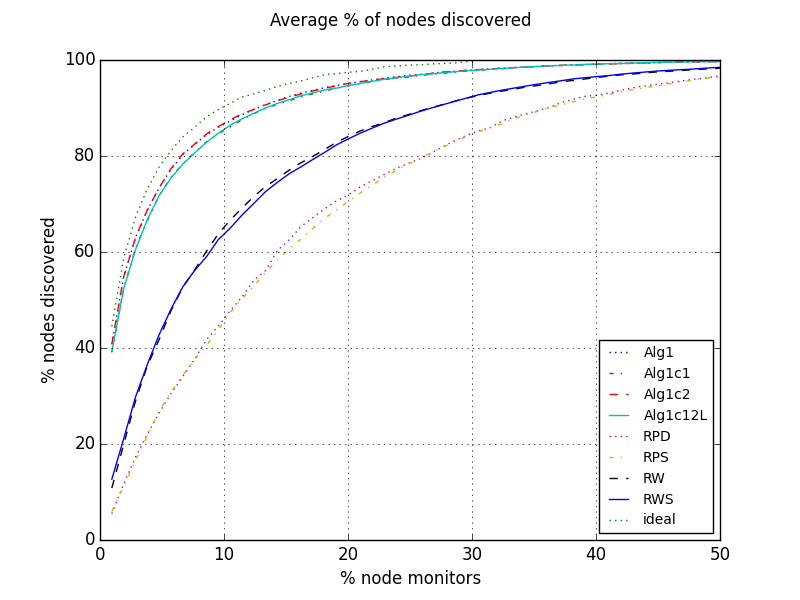 Average % of nodes discovered
100
80
60
40
20
0
% nodes discovered
0 10 20 30 40 50
% node monitors
Alg1
Alg1c1
Alg1c2
Alg1c12L
RPD
RPS
RW
RWS
ideal